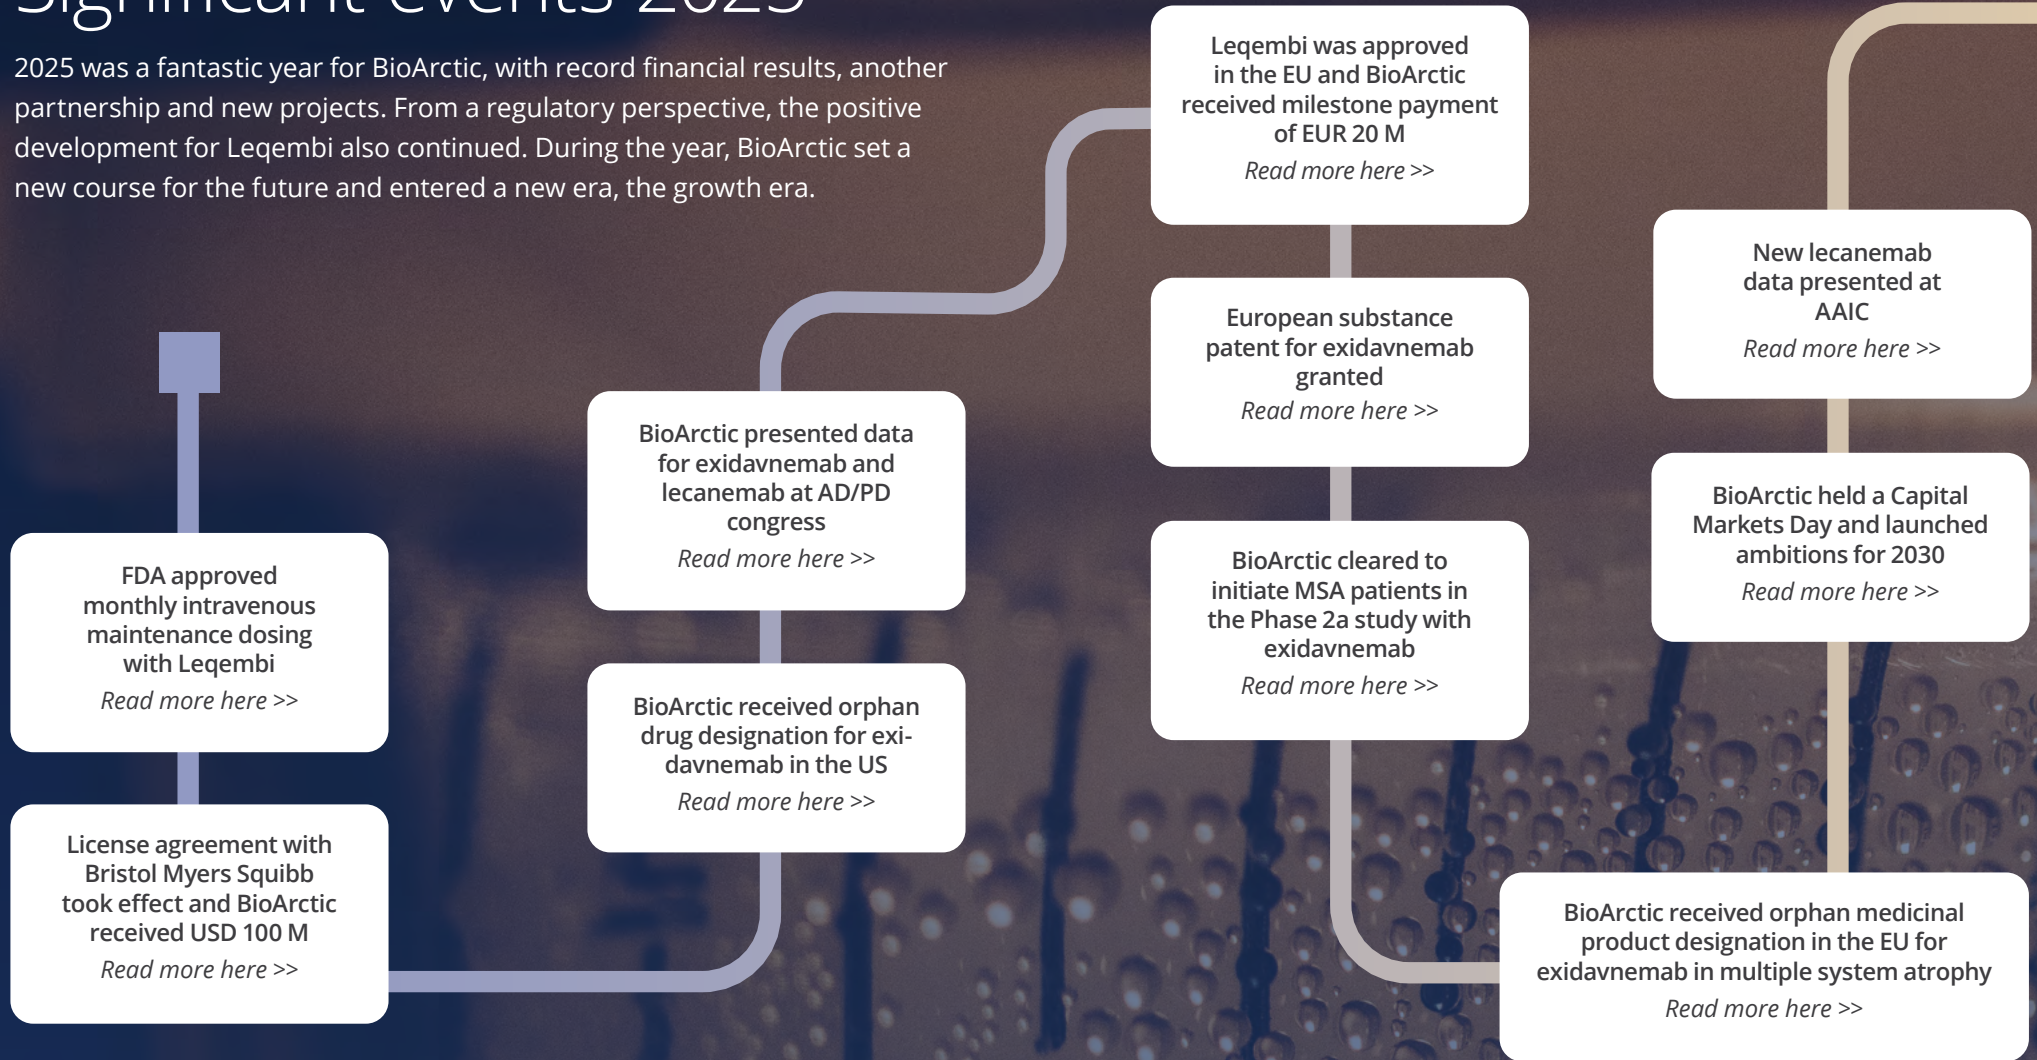 Significant events 2025
2025 was a fantastic year for BioArctic, with record financial results, another
partnership and new projects. From a regulatory perspective, the positive
development for Leqembi also continued. During the year, BioArctic set a
new course for the future and entered a new era, the growth era.
FDA approved
monthly intravenous
maintenance dosing
with Leqembi
Read more here >>
License agreement with
Bristol Myers Squibb
took effect and BioArctic
received USD 100 M
Read more here >>
BioArctic presented data
for exidavnemab and
lecanemab at AD/PD
congress
Read more here >>
BioArctic received orphan
drug designation for exi-
davnemab in the US
Read more here >>
Leqembi was approved
in the EU and BioArctic
received milestone payment
of EUR 20 M
Read more here >>
European substance
patent for exidavnemab
granted
Read more here >>
BioArctic cleared to
initiate MSA patients in
the Phase 2a study with
exidavnemab
Read more here >>
New lecanemab
data presented at
AAIC
Read more here >>
BioArctic held a Capital
Markets Day and launched
ambitions for 2030
Read more here >>
BioArctic received orphan medicinal
product designation in the EU for
exidavnemab in multiple system atrophy
Read more here >>